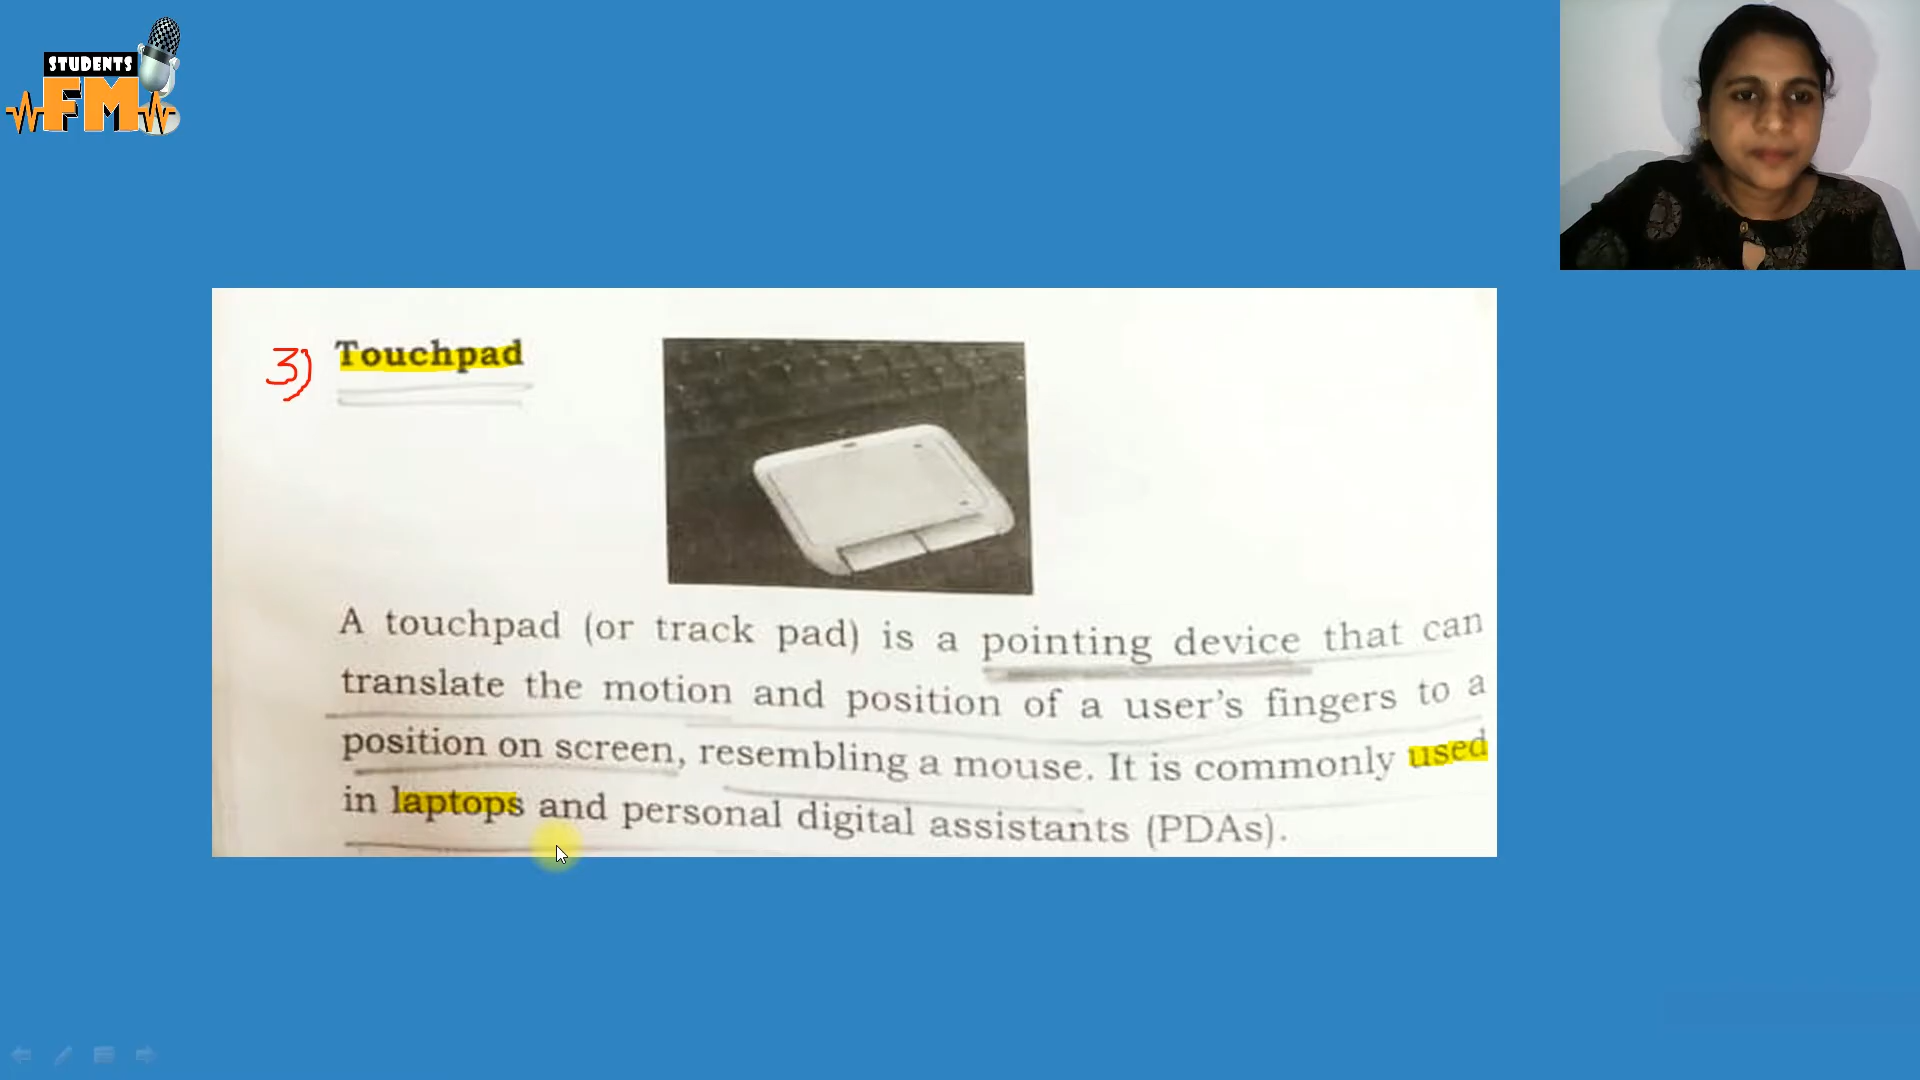 STUDENTS
FM
3) Touchpad
A touchpad (or track pad) is a pointing device that can
translate the motion and position of a user's fingers to a
position on screen, resembling a mouse. It is commonly used
in laptops and personal digital assistants (PDAs).